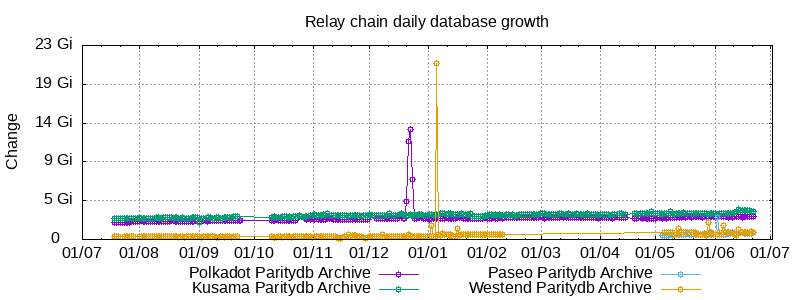 Relay chain daily database growth
23 Gi
19 Gi
14 Gi
9 Gi
5 Gi
0
Change
01/07 01/08 01/09 01/10 01/11 01/12 01/01 01/02 01/03 01/04 01/05 01/06 01/07
Polkadot Paritydb Archive Paseo Paritydb Archive
Kusama Paritydb Archive Westend Paritydb Archive